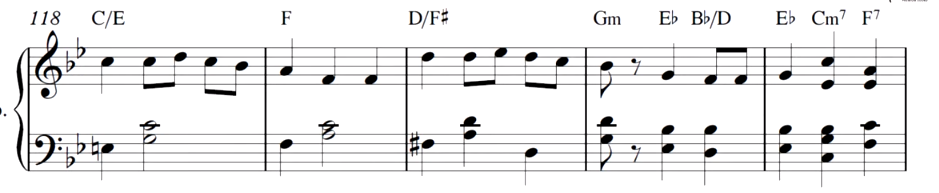 118 C/E F D/F♯ Gm E♭ B♭/D E♭ Cm⁷ F⁷